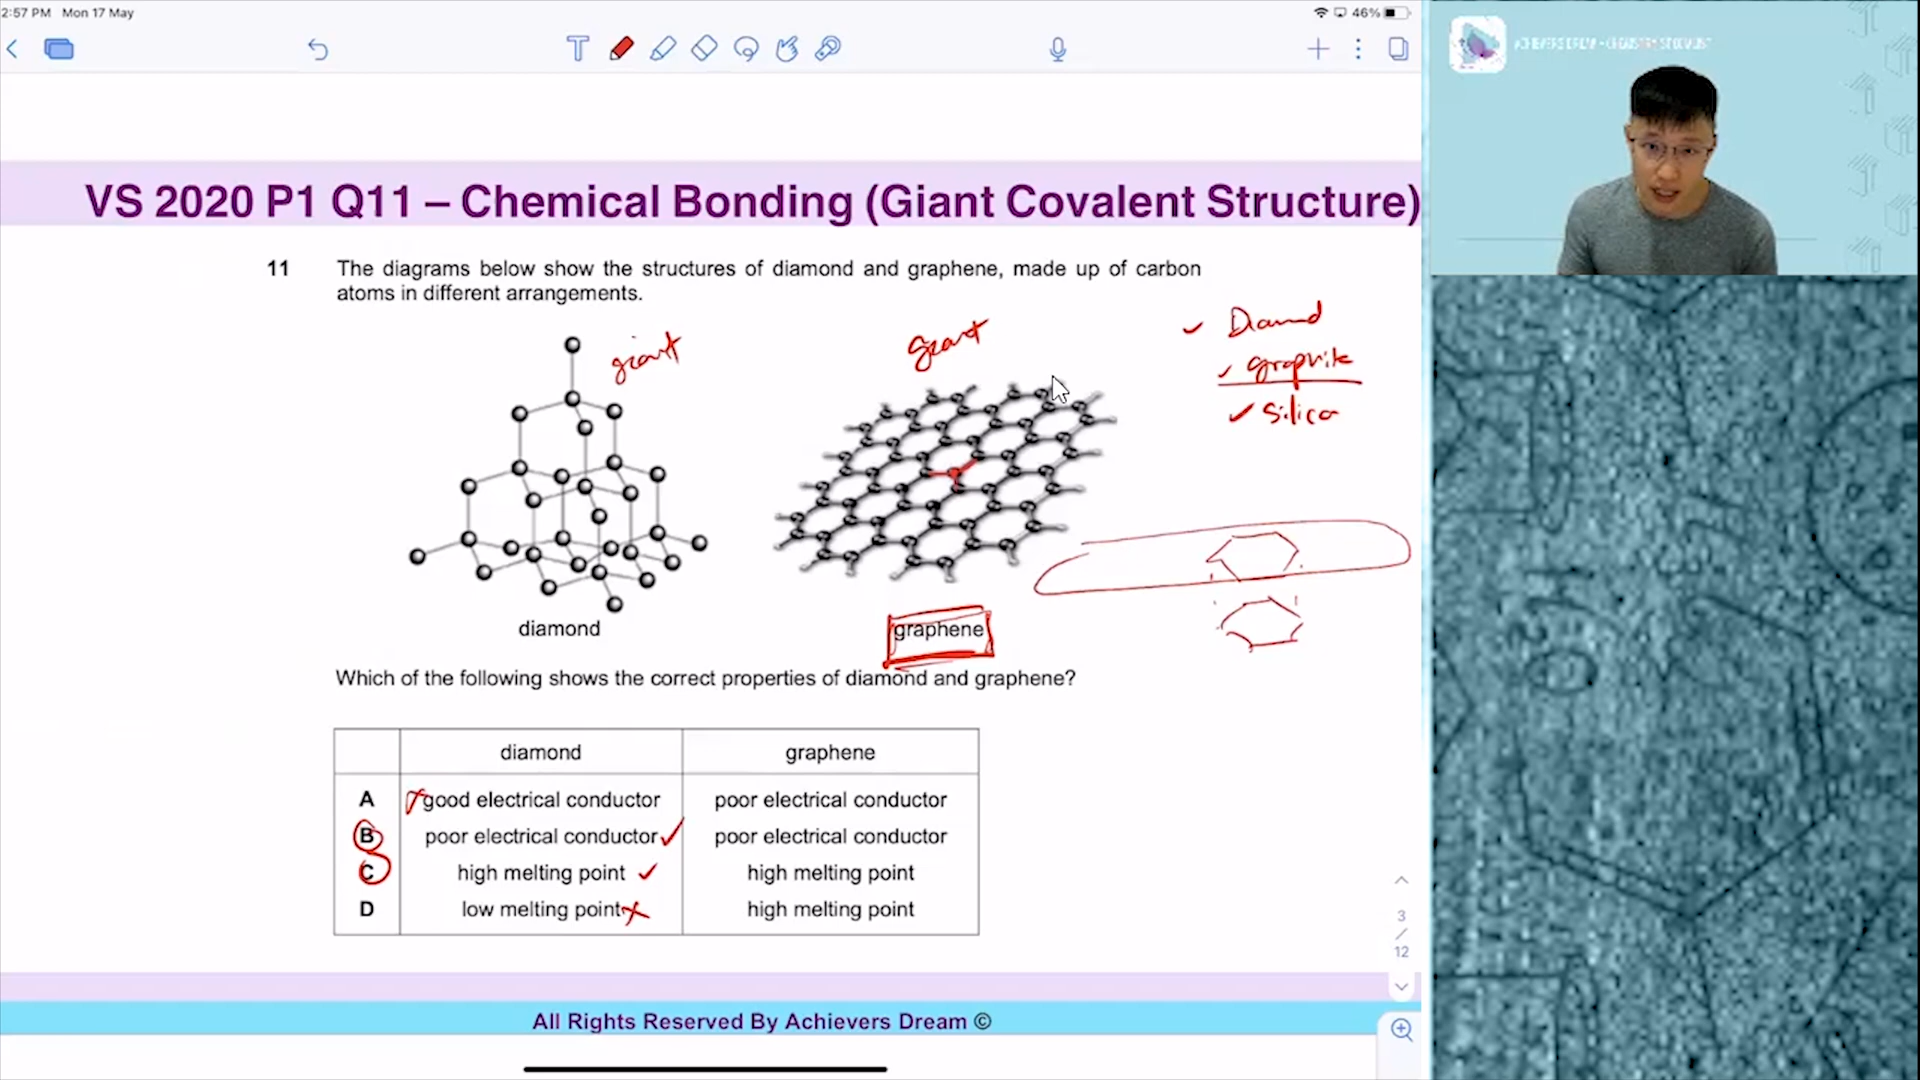 2:57 PM Mon 17 May
46%
VS 2020 P1 Q11 – Chemical Bonding (Giant Covalent Structure)
11 The diagrams below show the structures of diamond and graphene, made up of carbon
atoms in different arrangements.
giant
giant
Diamond
graphite
silica
diamond
graphene
Which of the following shows the correct properties of diamond and graphene?
diamond graphene
A good electrical conductor poor electrical conductor
B poor electrical conductor poor electrical conductor
C high melting point high melting point
D low melting point high melting point
3
/
12
All Rights Reserved By Achievers Dream ©